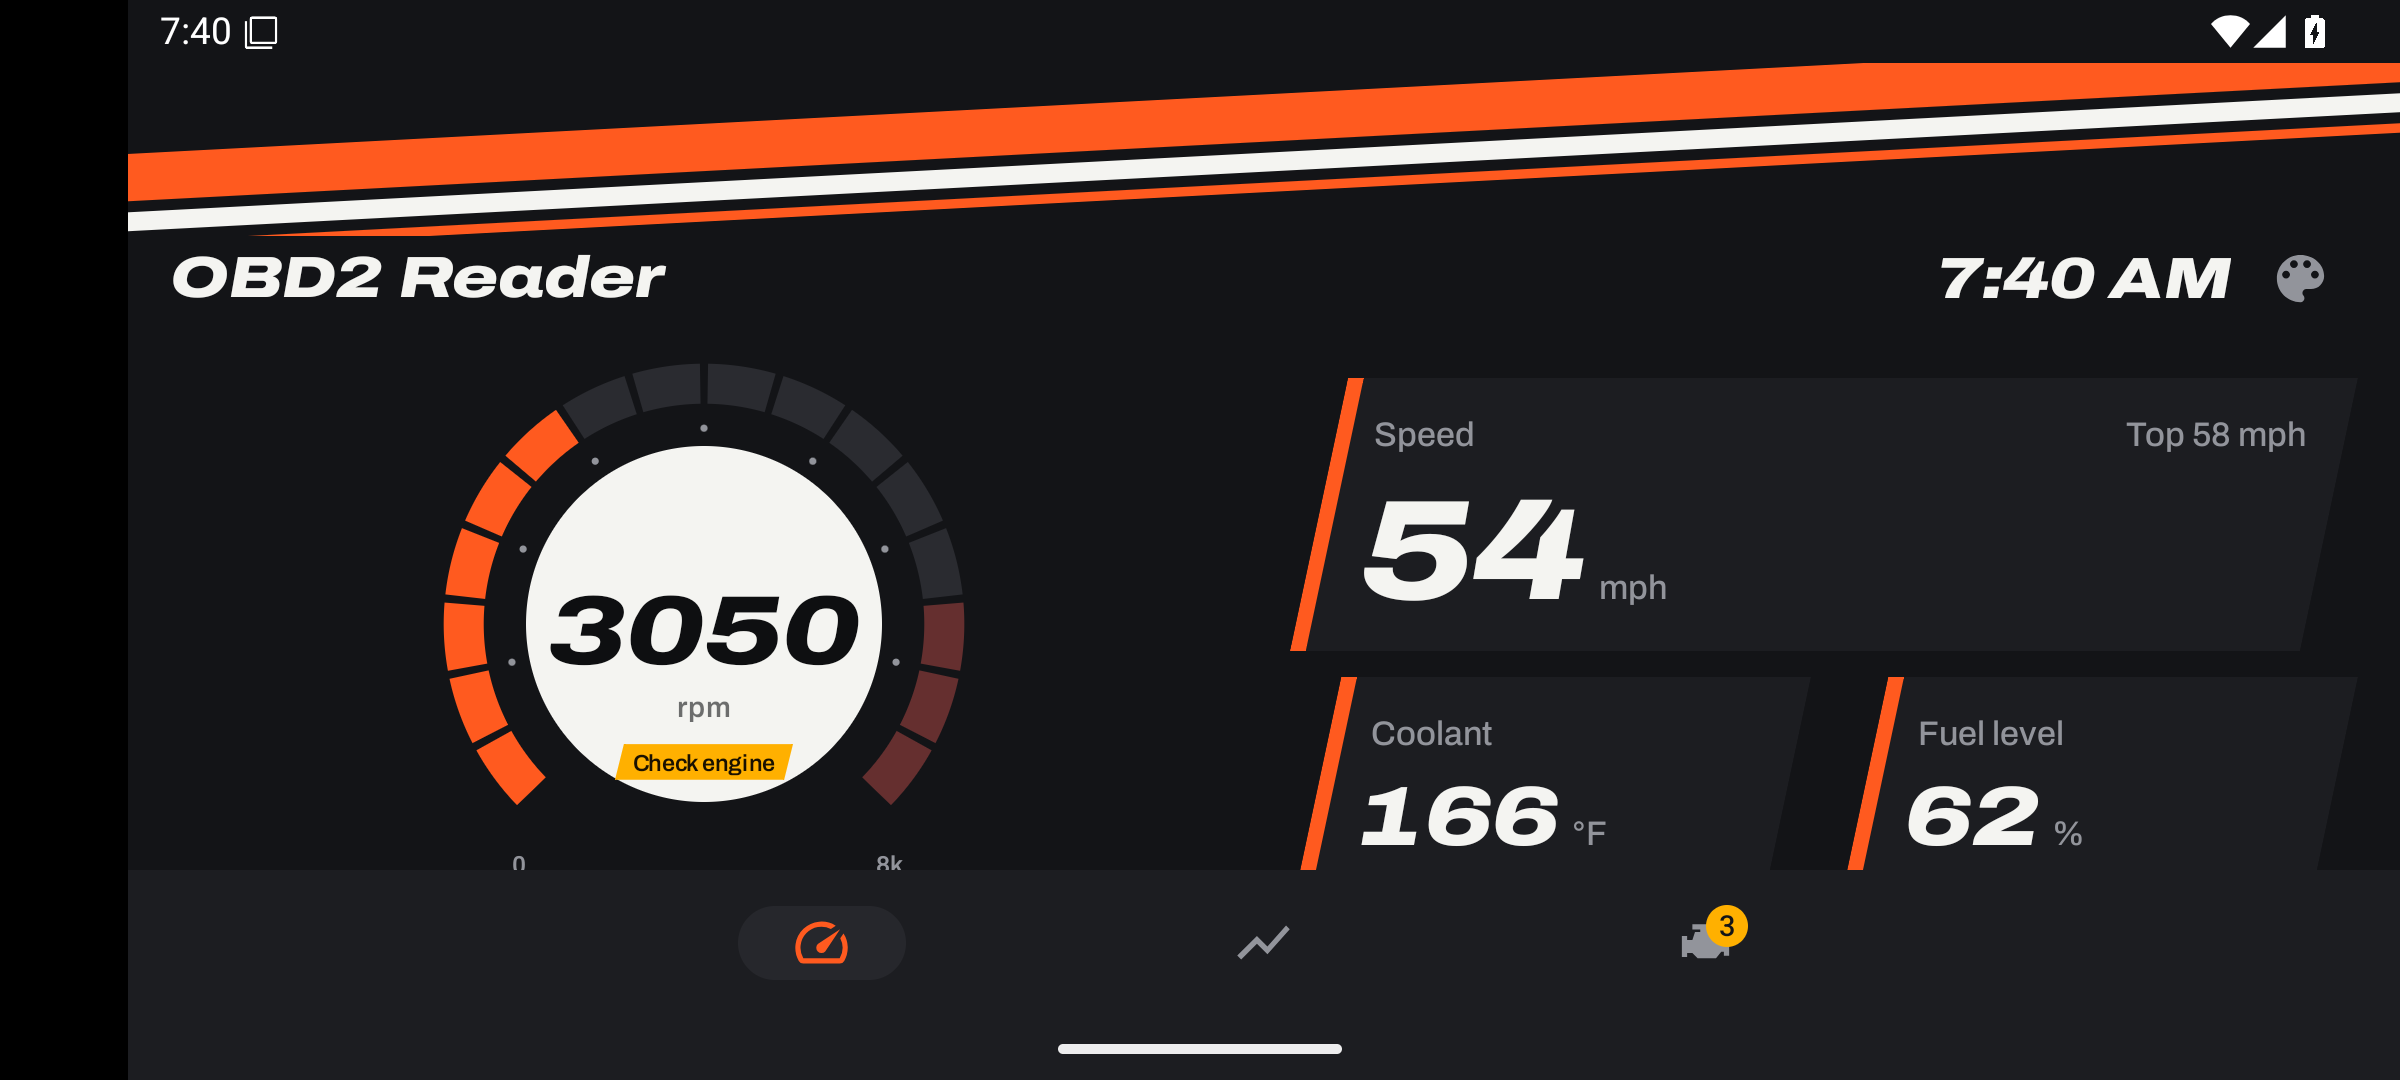 7:40
OBD2 Reader
7:40 AM
Speed
Top 58 mph
54 mph
3050
rpm
Check engine
Coolant
166 °F
Fuel level
62 %
0
8k
3